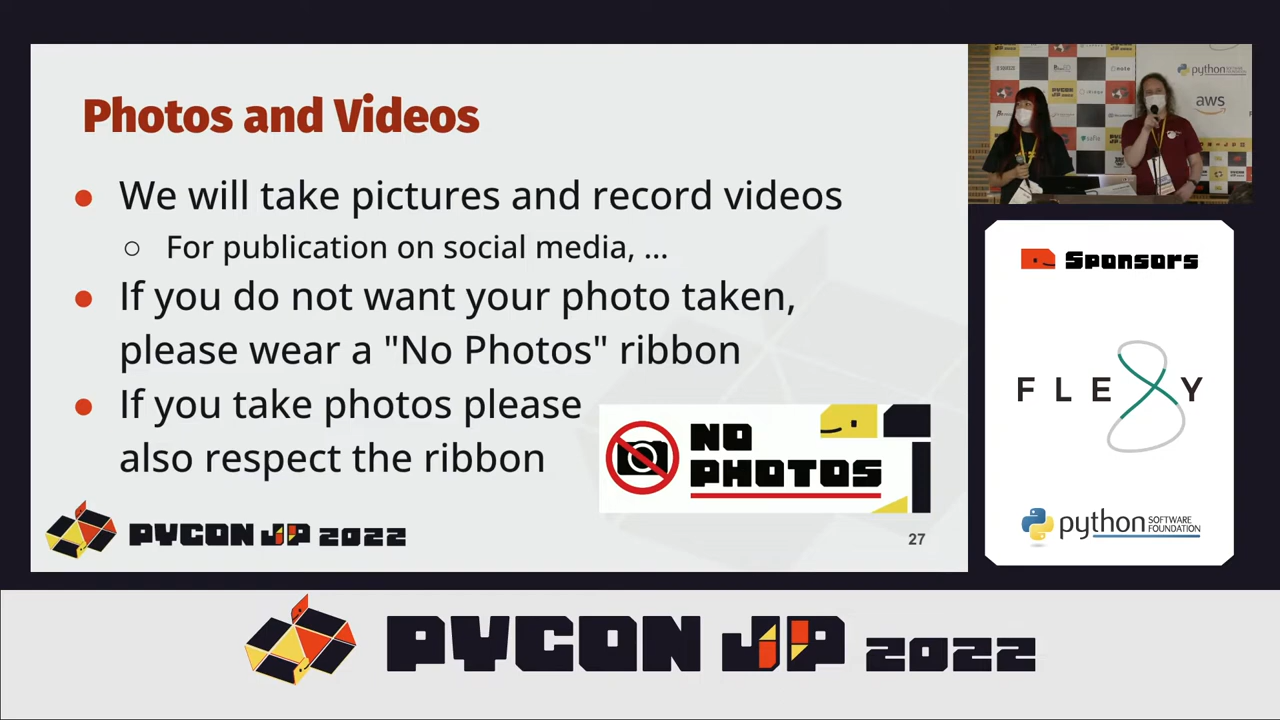 Photos and Videos
● We will take pictures and record videos
○ For publication on social media, ...
● If you do not want your photo taken,
please wear a "No Photos" ribbon
● If you take photos please
also respect the ribbon
NO
PHOTOS
PYCON JP 2022
27
python
aws
Sponsors
FLEXY
python SOFTWARE
FOUNDATION
PYCON JP 2022